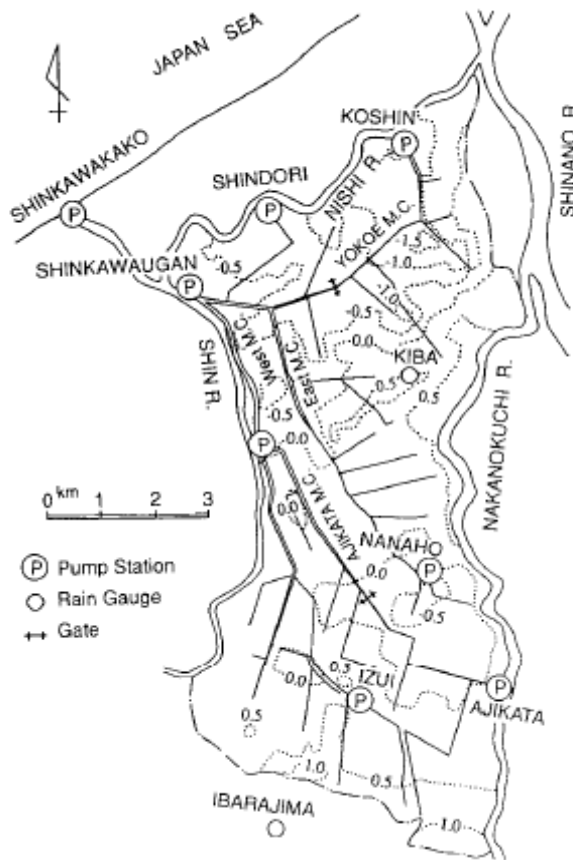 JAPAN SEA
KOSHIN
SHINANO R.
SHINKAWAKAKO
P
P
SHINDORI
P
NISHI R.
YOKOE M.C.
SHINKAWAUGAN
P
-0.5
-1.5
-1.0
-1.0
-0.5
0.0
KIBA
0.5
0.5
West M.C.
East M.C.
SHIN R.
-0.5
0.0
P
NAKANOKUCHI R.
0 km 1 2 3
0.0
AJIKATA M.C.
NANAHO
0.0
P
-0.5
P Pump Station
Rain Gauge
Gate
0.5
IZUI
0.0
P
P
AJIKATA
0.5
1.0
0.5
IBARAJIMA
1.0